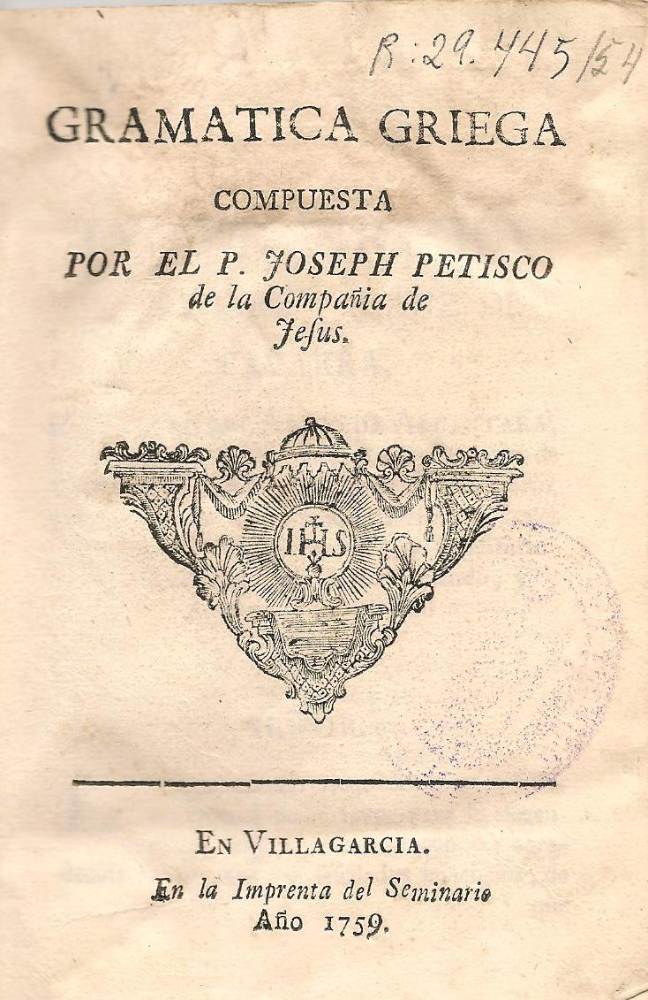 R: 29.445/54
GRAMATICA GRIEGA
COMPUESTA
POR EL P. JOSEPH PETISCO
de la Compañia de
Jeſus.
IHS
EN VILLAGARCIA.
En la Imprenta del Seminario
Año 1759.